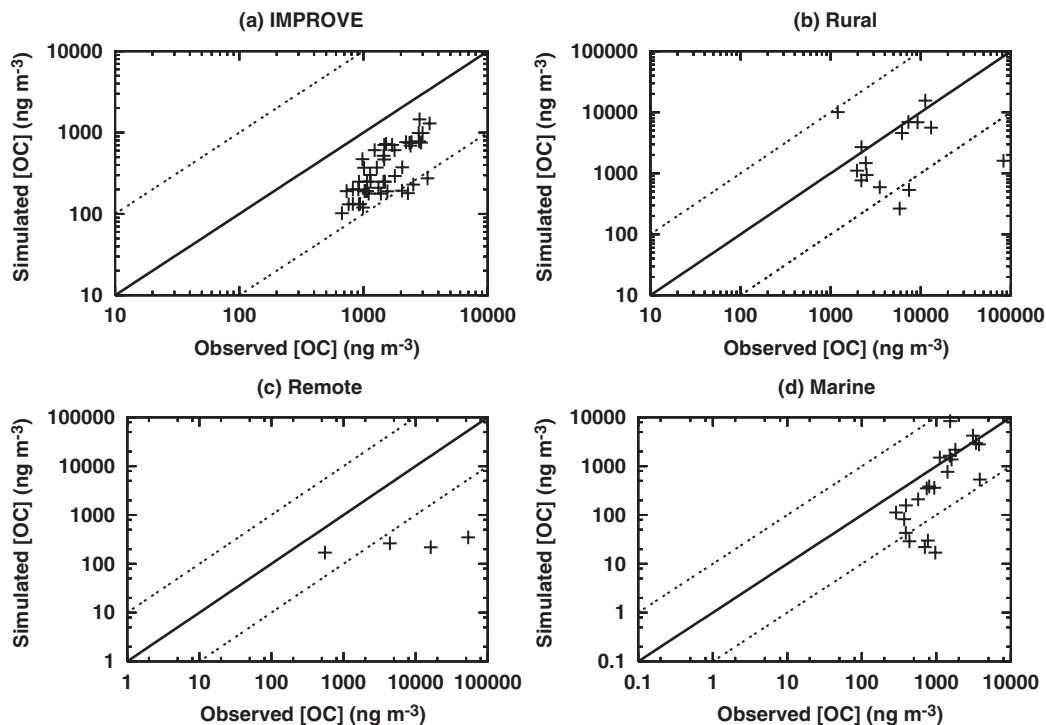 (a) IMPROVE
Simulated [OC] (ng m-3)
10000
1000
100
10
10 100 1000 10000
Observed [OC] (ng m-3)
(b) Rural
Simulated [OC] (ng m-3)
100000
10000
1000
100
10
10 100 1000 10000 100000
Observed [OC] (ng m-3)
(c) Remote
Simulated [OC] (ng m-3)
100000
10000
1000
100
10
1
1 10 100 1000 10000 100000
Observed [OC] (ng m-3)
(d) Marine
Simulated [OC] (ng m-3)
10000
1000
100
10
1
0.1
0.1 1 10 100 1000 10000
Observed [OC] (ng m-3)